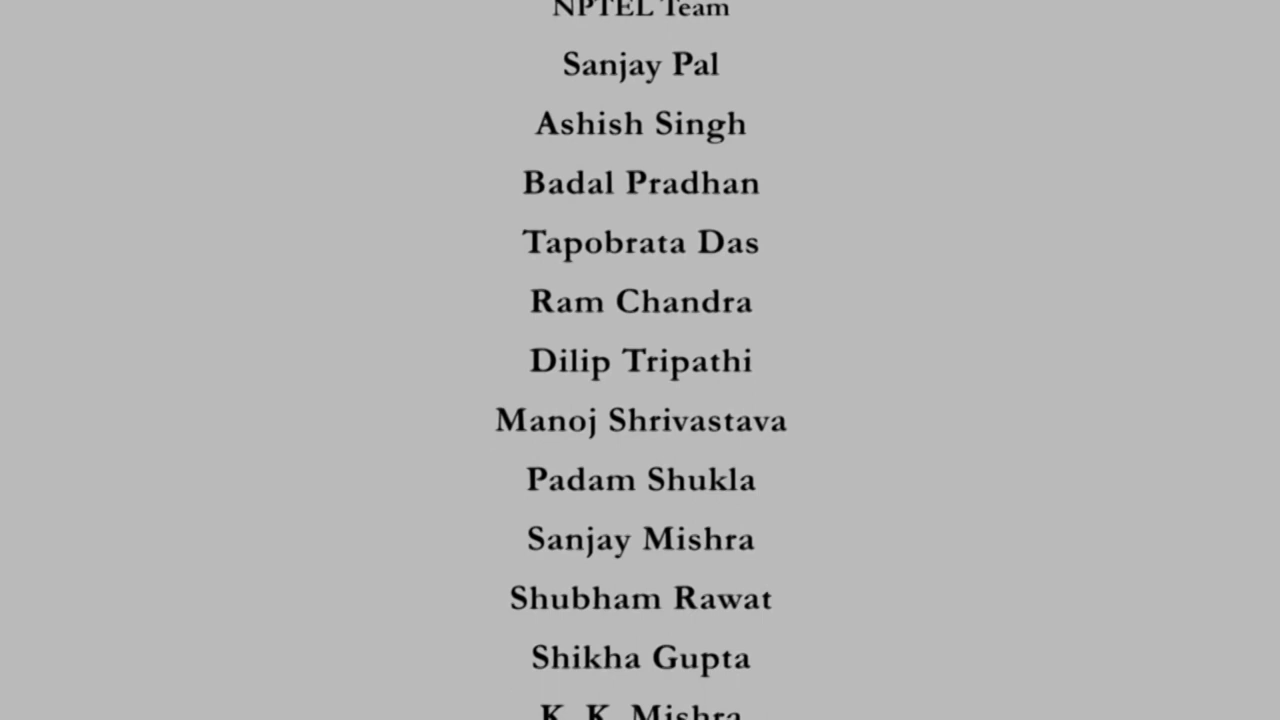 NPTEL Team
Sanjay Pal
Ashish Singh
Badal Pradhan
Tapobrata Das
Ram Chandra
Dilip Tripathi
Manoj Shrivastava
Padam Shukla
Sanjay Mishra
Shubham Rawat
Shikha Gupta
K. K. Mishra